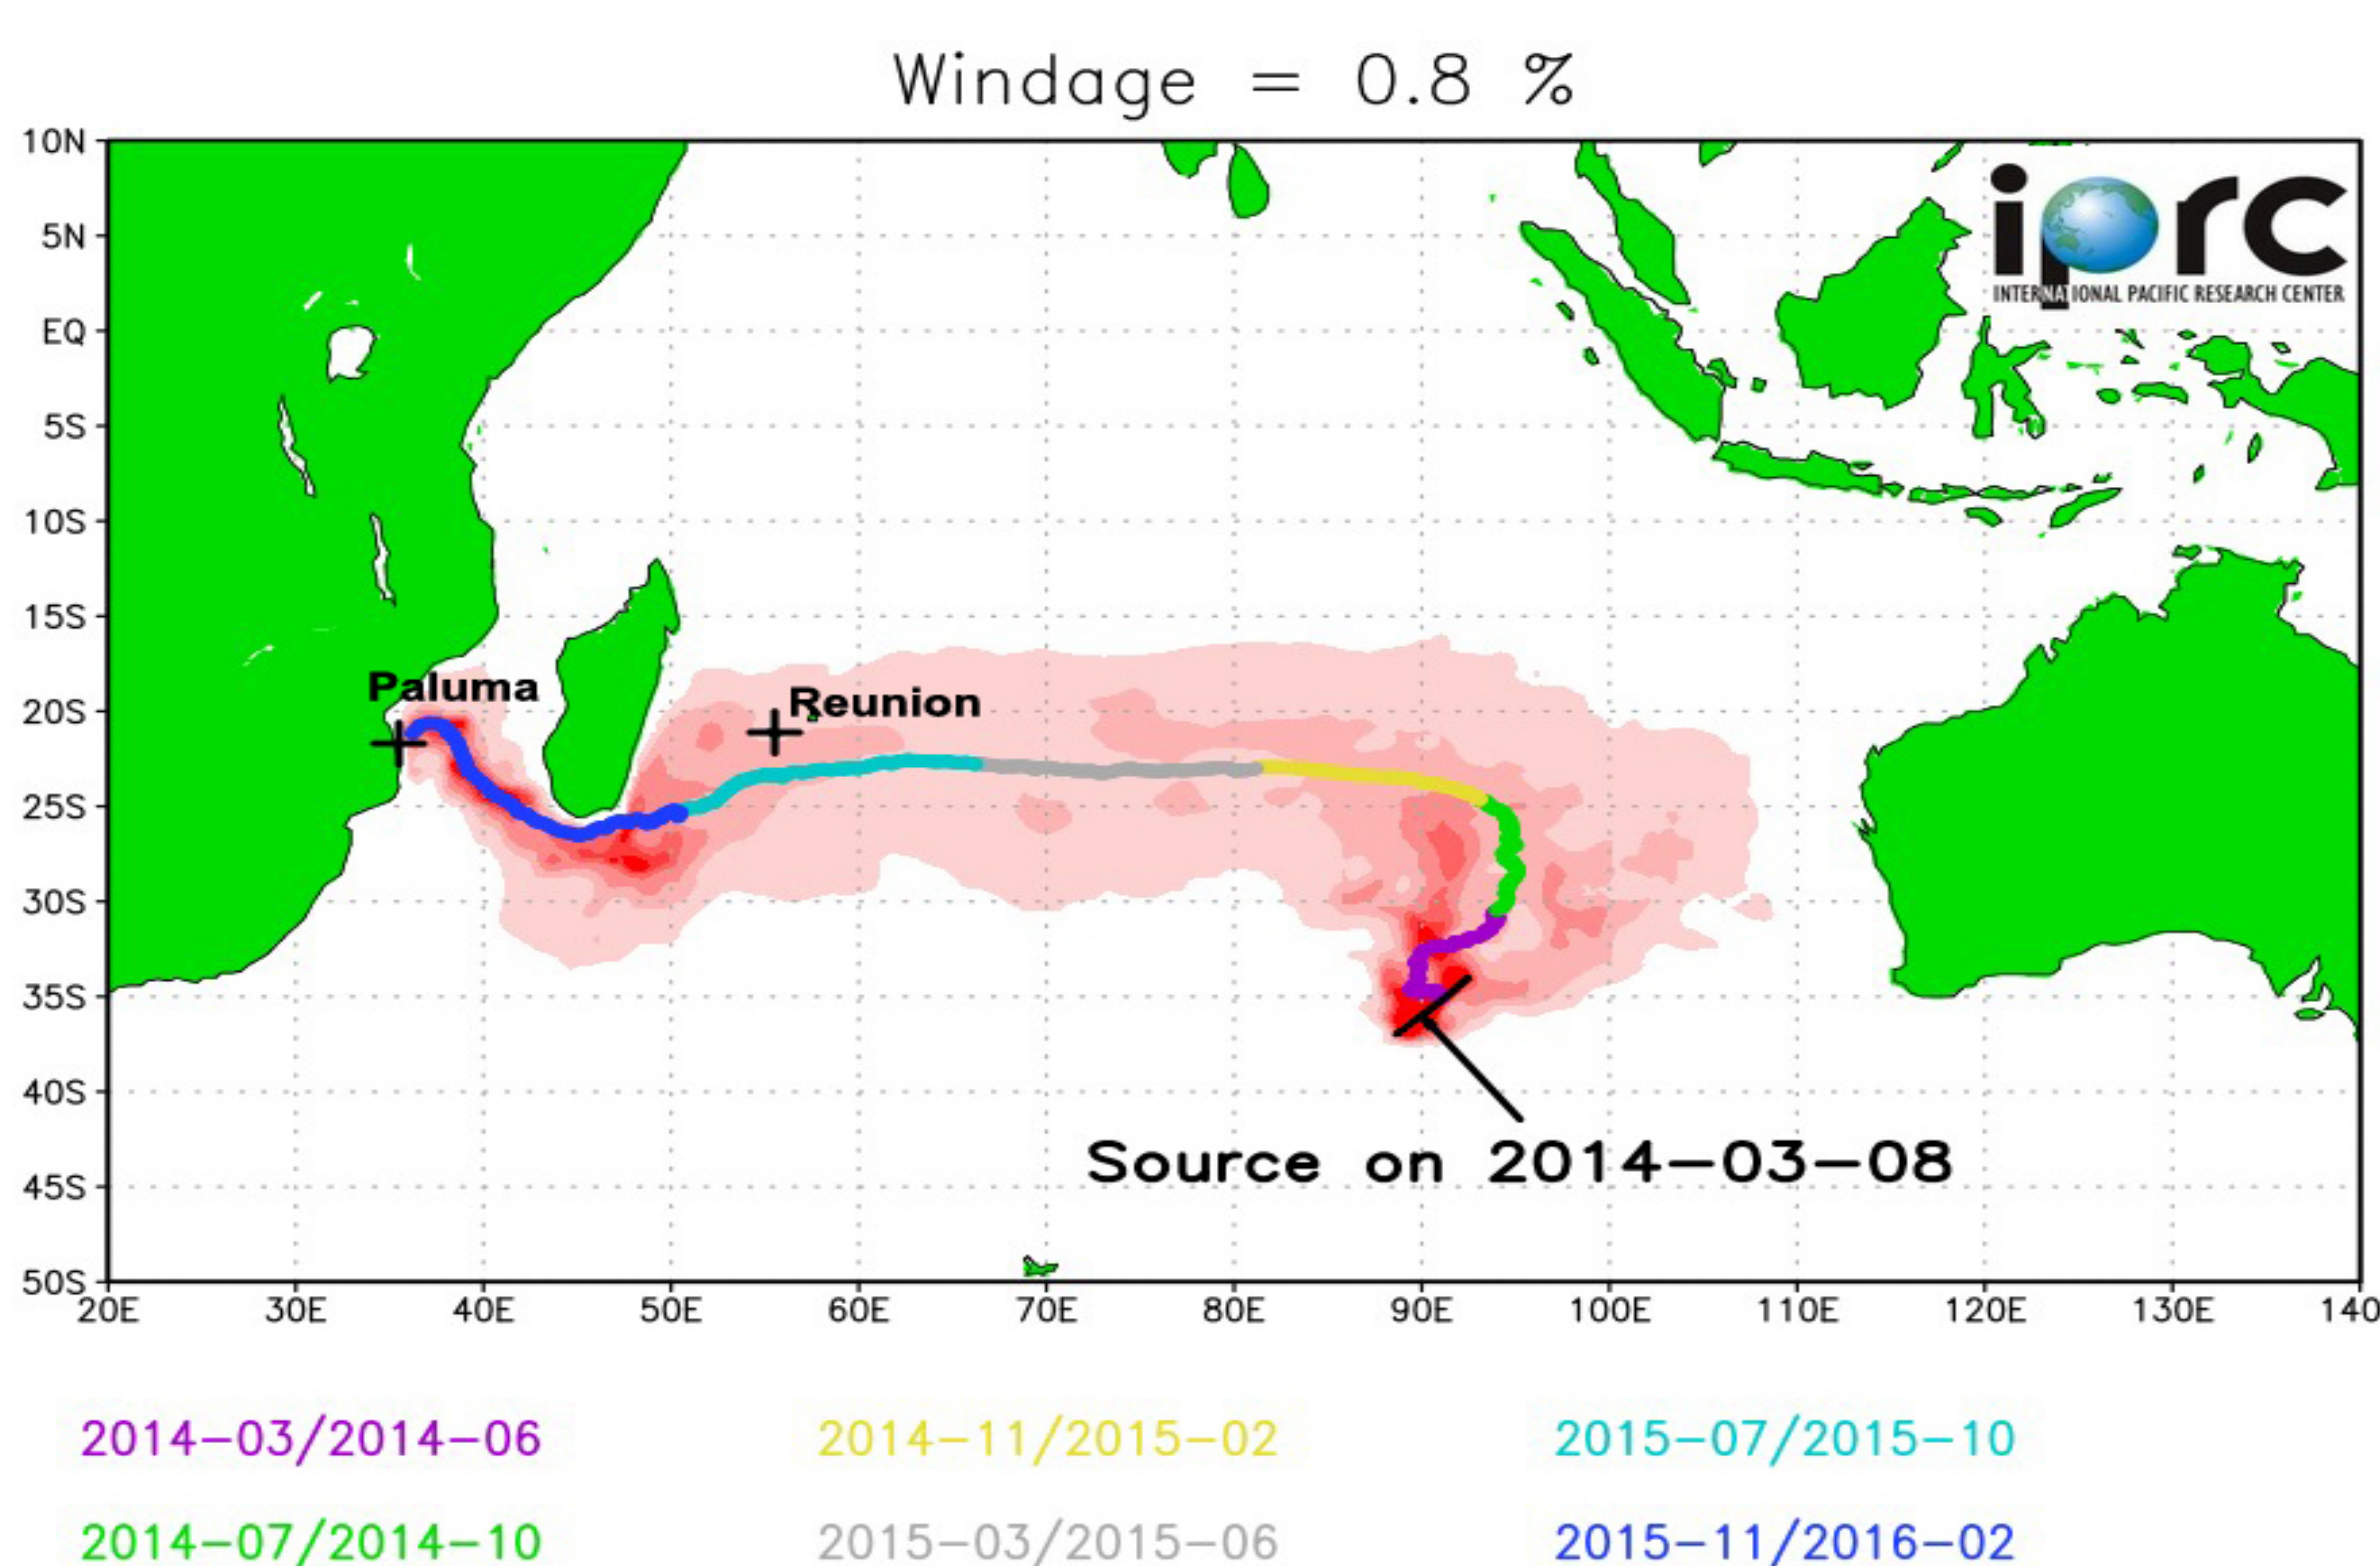 Windage = 0.8 %
10N
5N
EQ
5S
10S
15S
20S
25S
30S
35S
40S
45S
50S
iprc
INTERNATIONAL PACIFIC RESEARCH CENTER
Paluma
Reunion
Source on 2014-03-08
20E 30E 40E 50E 60E 70E 80E 90E 100E 110E 120E 130E 140
2014-03/2014-06 2014-11/2015-02 2015-07/2015-10
2014-07/2014-10 2015-03/2015-06 2015-11/2016-02